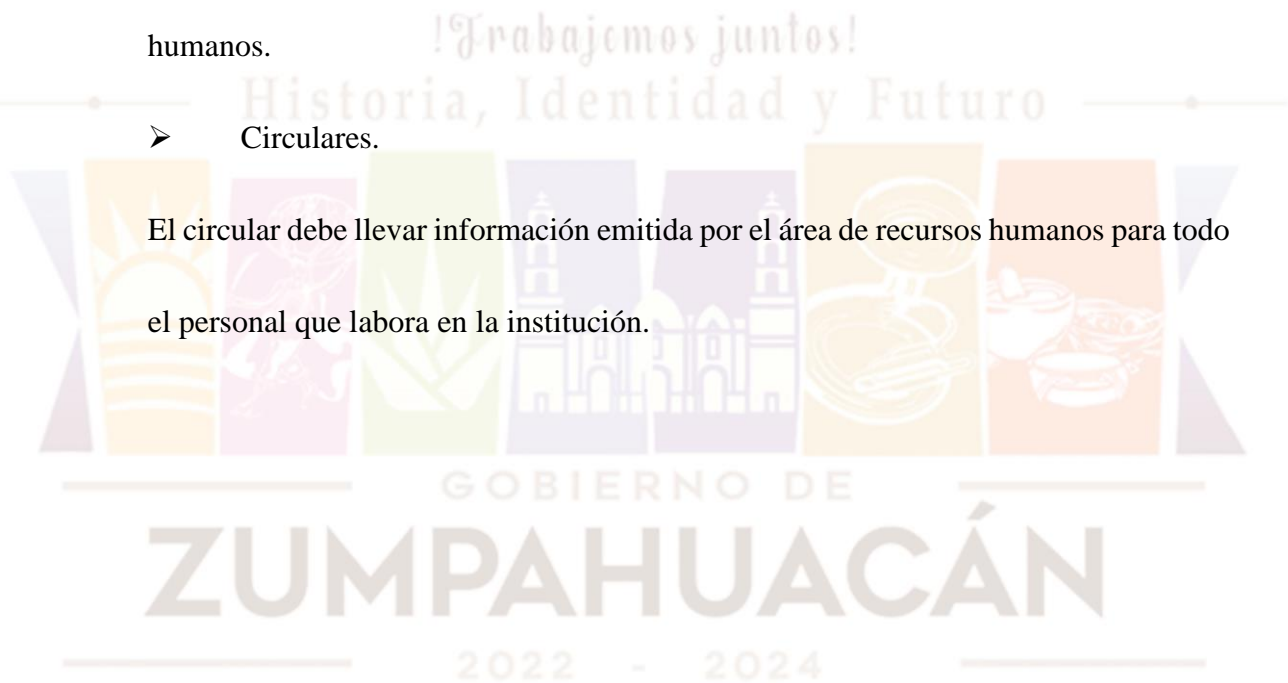 ¡Trabajemos juntos!
humanos.
Historia, Identidad y Futuro
➢ Circulares.
El circular debe llevar información emitida por el área de recursos humanos para todo
el personal que labora en la institución.
GOBIERNO DE
ZUMPAHUACÁN
2022 - 2024